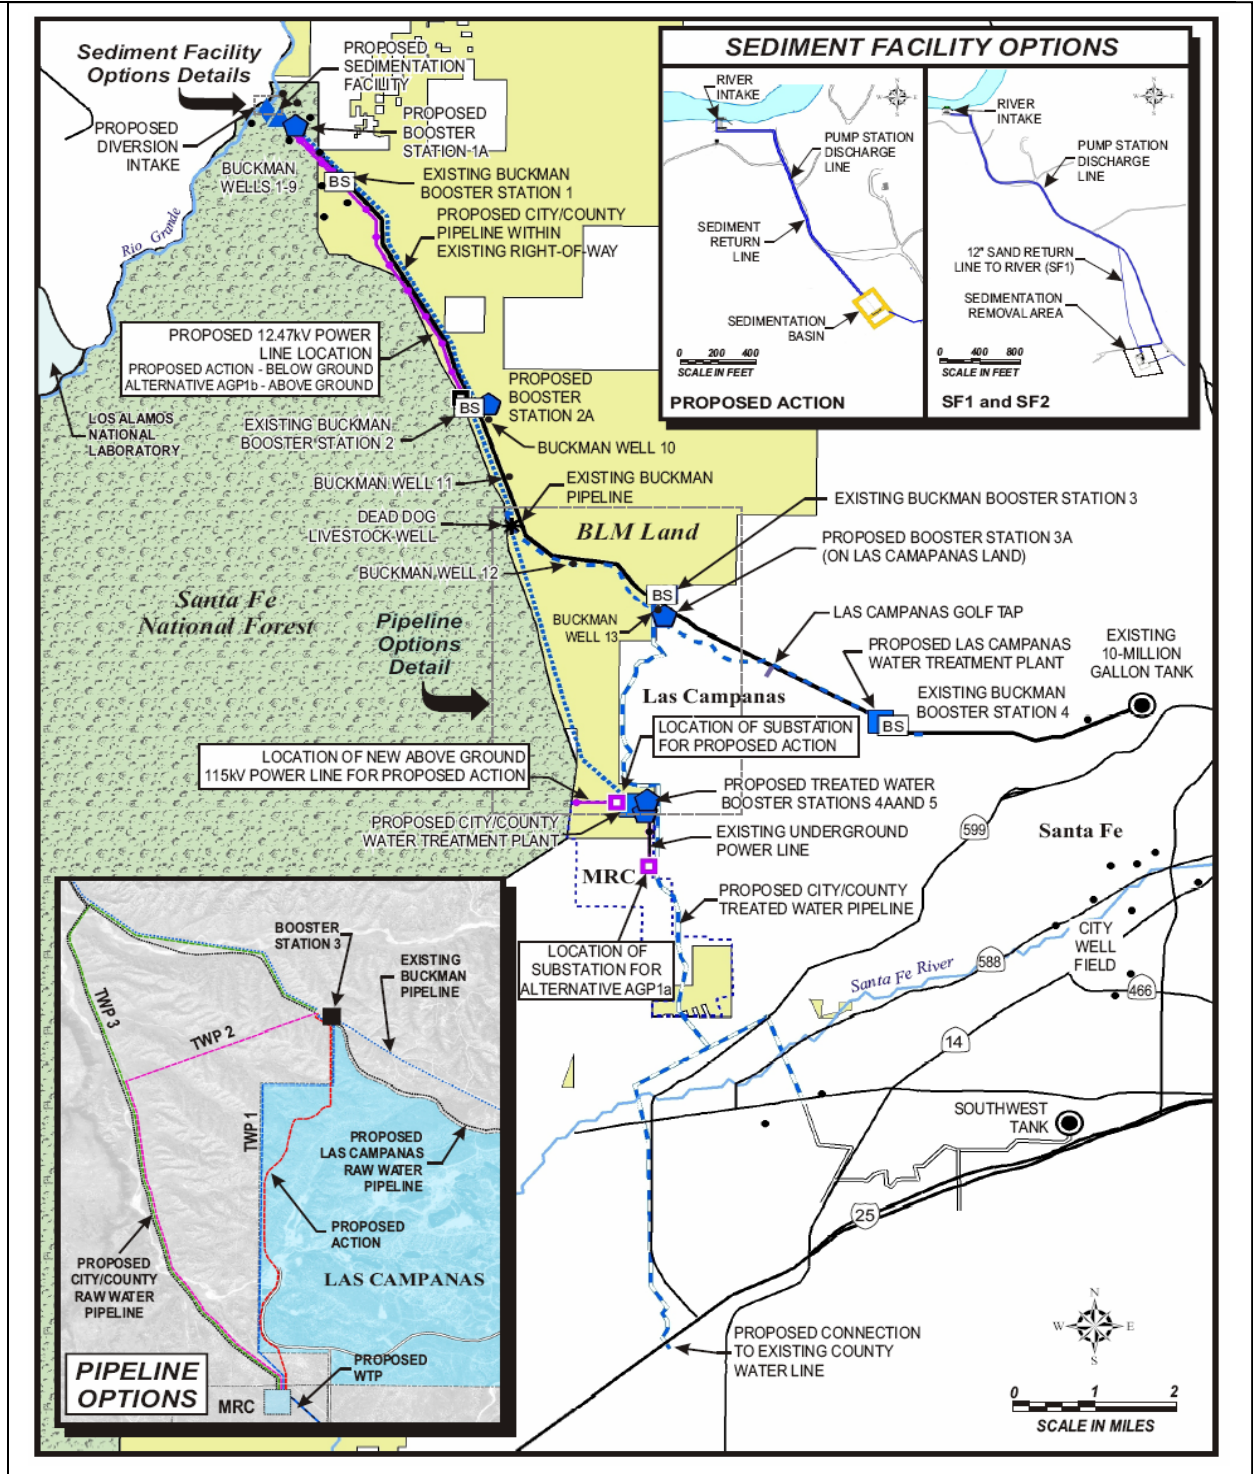 Sediment Facility
Options Details
PROPOSED
SEDIMENTATION
FACILITY
PROPOSED
DIVERSION
INTAKE
PROPOSED
BOOSTER
STATION 1A
BUCKMAN
WELLS 1-9
BS
EXISTING BUCKMAN
BOOSTER STATION 1
PROPOSED CITY/COUNTY
PIPELINE WITHIN
EXISTING RIGHT-OF-WAY
Rio Grande
PROPOSED 12.47kV POWER
LINE LOCATION
PROPOSED ACTION - BELOW GROUND
ALTERNATIVE AGP1b - ABOVE GROUND
LOS ALAMOS
NATIONAL
LABORATORY
EXISTING BUCKMAN
BOOSTER STATION 2
BS
PROPOSED
BOOSTER
STATION 2A
BUCKMAN WELL 10
BUCKMAN WELL 11
EXISTING BUCKMAN
PIPELINE
DEAD DOG
LIVESTOCK WELL
BLM Land
BUCKMAN WELL 12
EXISTING BUCKMAN BOOSTER STATION 3
PROPOSED BOOSTER STATION 3A
(ON LAS CAMAPANAS LAND)
Santa Fe
National Forest
BS
BUCKMAN
WELL 13
LAS CAMPANAS GOLF TAP
Pipeline
Options
Detail
PROPOSED LAS CAMPANAS
WATER TREATMENT PLANT
EXISTING
10-MILLION
GALLON TANK
Las Campanas
EXISTING BUCKMAN
BOOSTER STATION 4
BS
LOCATION OF SUBSTATION
FOR PROPOSED ACTION
LOCATION OF NEW ABOVE GROUND
115kV POWER LINE FOR PROPOSED ACTION
PROPOSED TREATED WATER
BOOSTER STATIONS 4AAND 5
PROPOSED CITY/COUNTY
WATER TREATMENT PLANT
EXISTING UNDERGROUND
POWER LINE
599
Santa Fe
MRC
PROPOSED CITY/COUNTY
TREATED WATER PIPELINE
LOCATION OF
SUBSTATION FOR
ALTERNATIVE AGP1a
CITY
WELL
FIELD
Santa Fe River
588
466
14
SOUTHWEST
TANK
25
PROPOSED CONNECTION
TO EXISTING COUNTY
WATER LINE
N
W
E
S
0 1 2
SCALE IN MILES
SEDIMENT FACILITY OPTIONS
RIVER
INTAKE
PUMP STATION
DISCHARGE
LINE
SEDIMENT
RETURN
LINE
SEDIMENTATION
BASIN
0 200 400
SCALE IN FEET
PROPOSED ACTION
RIVER
INTAKE
PUMP STATION
DISCHARGE
LINE
12" SAND RETURN
LINE TO RIVER (SF1)
SEDIMENTATION
REMOVAL AREA
0 400 800
SCALE IN FEET
SF1 and SF2
BOOSTER
STATION 3
EXISTING
BUCKMAN
PIPELINE
TWP 3
TWP 2
TWP 1
PROPOSED
LAS CAMPANAS
RAW WATER
PIPELINE
PROPOSED
ACTION
PROPOSED
CITY/COUNTY
RAW WATER
PIPELINE
LAS CAMPANAS
PROPOSED
WTP
PIPELINE
OPTIONS
MRC